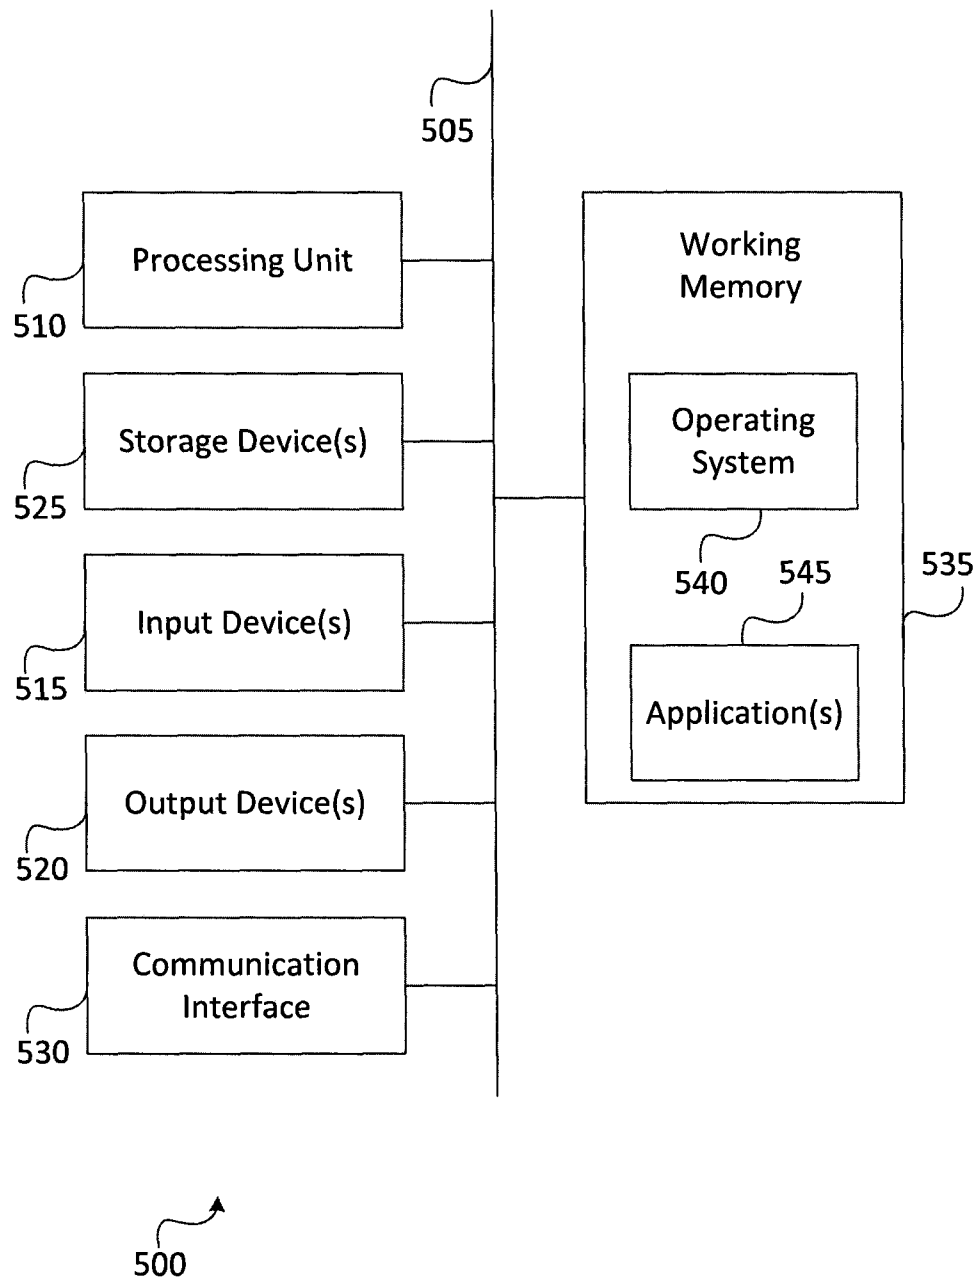 505
Processing Unit
510
Storage Device(s)
525
Input Device(s)
515
Output Device(s)
520
Communication
Interface
530
Working
Memory
Operating
System
540
545
535
Application(s)
500